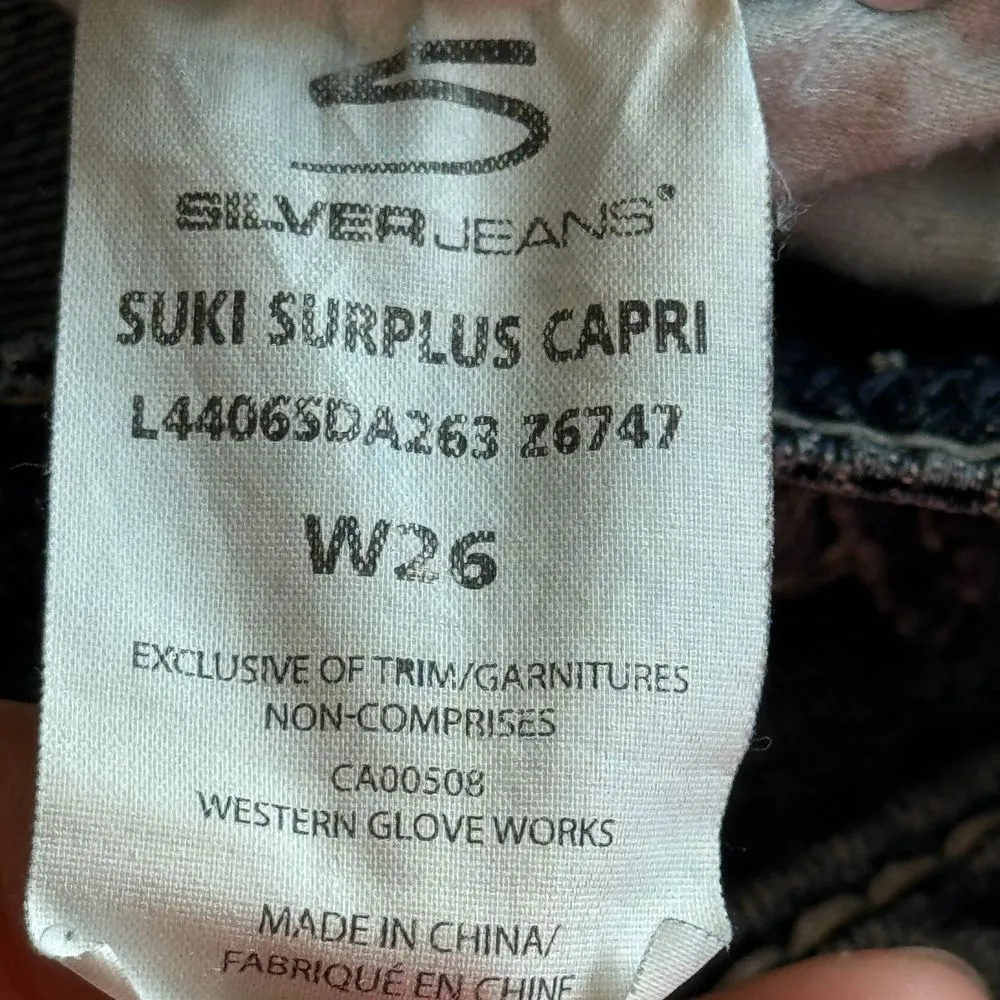 S
SILVER JEANS®
SUKI SURPLUS CAPRI
L44065DA263 26747
W26
EXCLUSIVE OF TRIM/GARNITURES
NON-COMPRISES
CA00508
WESTERN GLOVE WORKS
MADE IN CHINA/
FABRIQUÉ EN CHINE